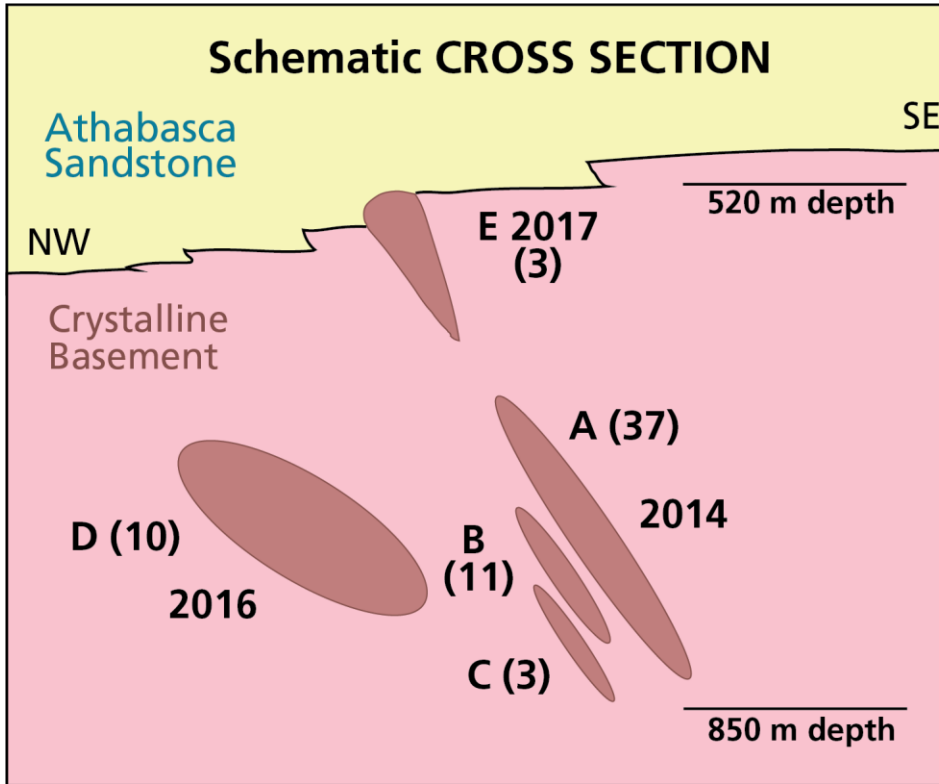 Schematic CROSS SECTION
Athabasca
Sandstone
SE
520 m depth
NW
E 2017
(3)
Crystalline
Basement
A (37)
2014
D (10)
B
(11)
2016
C (3)
850 m depth